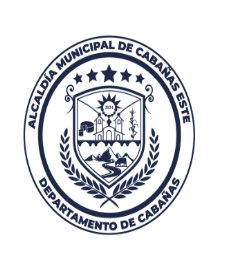 ALCALDÍA MUNICIPAL DE CABAÑAS ESTE
DEPARTAMENTO DE CABAÑAS